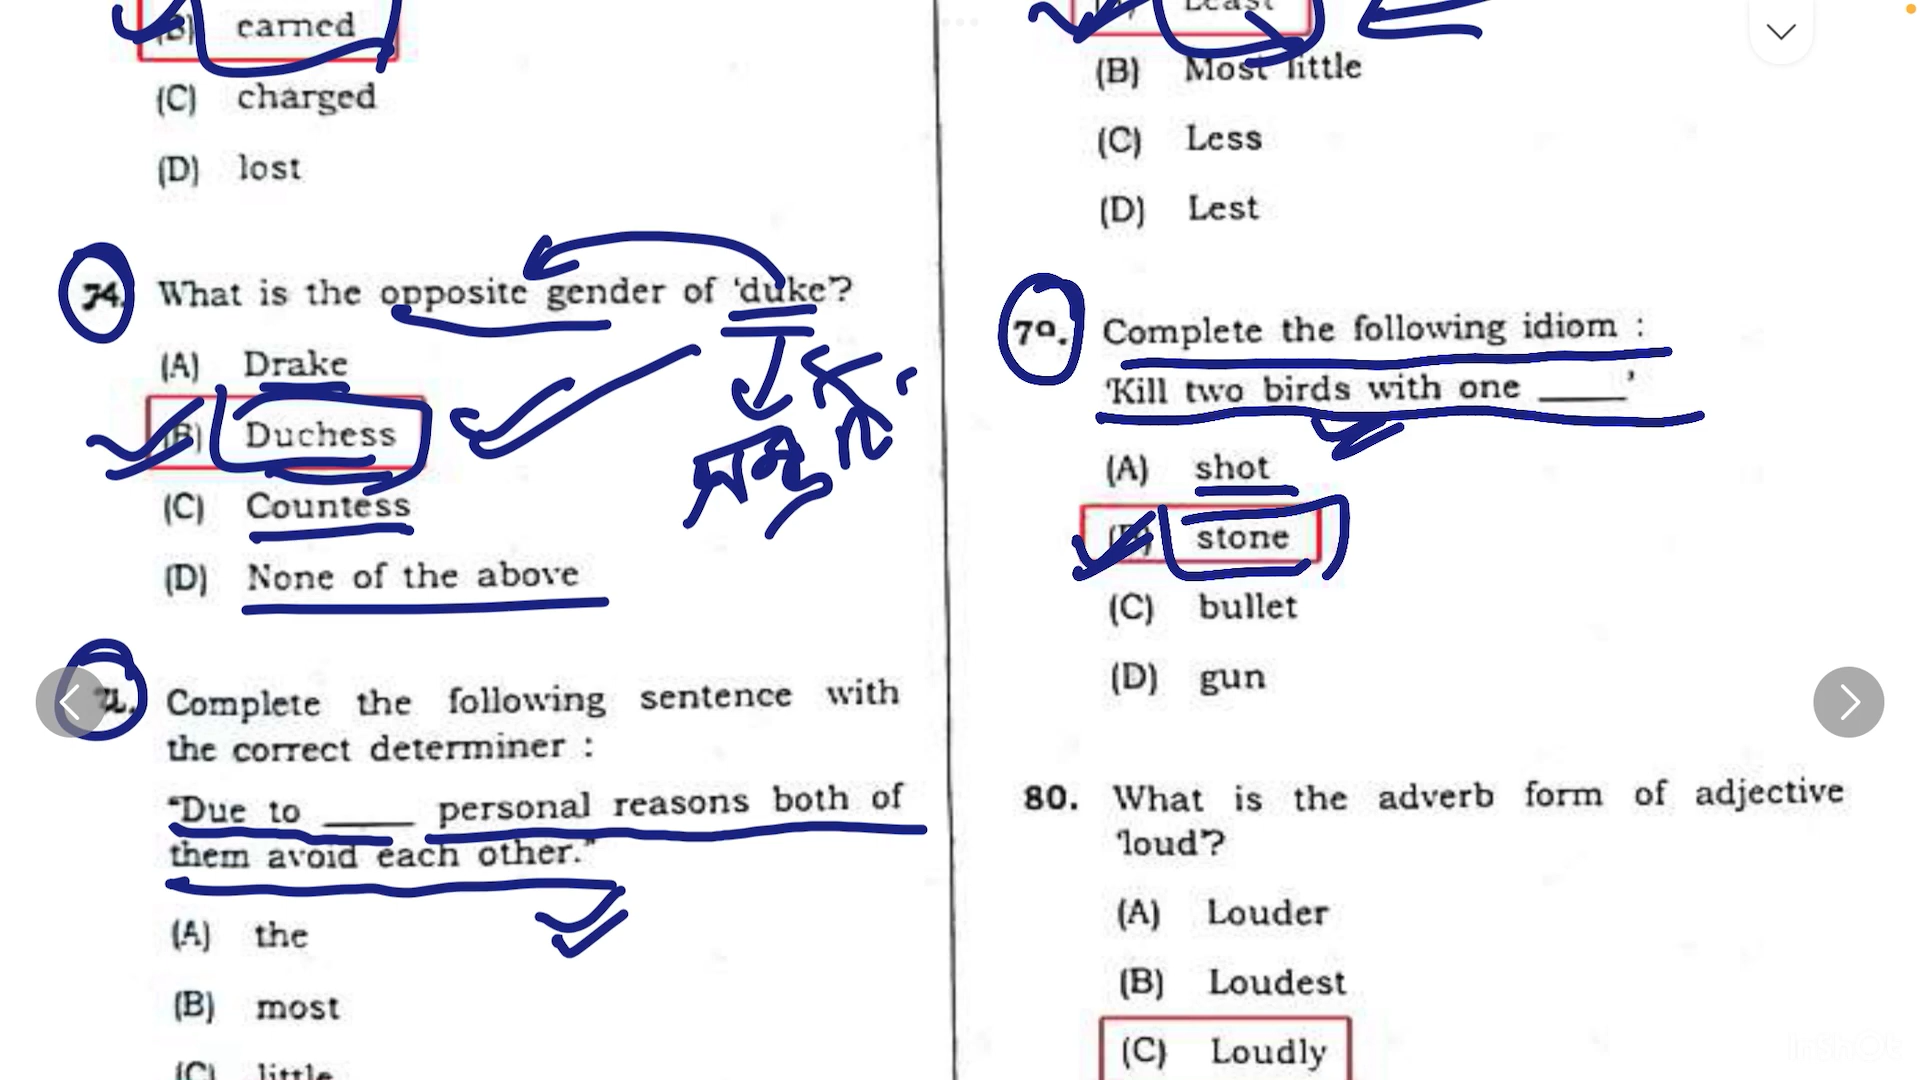 (B) earned
(C) charged
(D) lost
74. What is the opposite gender of 'duke'?
(A) Drake
(B) Duchess
(C) Countess
(D) None of the above
Complete the following sentence with
the correct determiner :
"Due to ____ personal reasons both of
them avoid each other."
(A) the
(B) most
(C) little
Least
(B) Most little
(C) Less
(D) Lest
79. Complete the following idiom :
'Kill two birds with one ____'
(A) shot
(B) stone
(C) bullet
(D) gun
80. What is the adverb form of adjective
'loud'?
(A) Louder
(B) Loudest
(C) Loudly